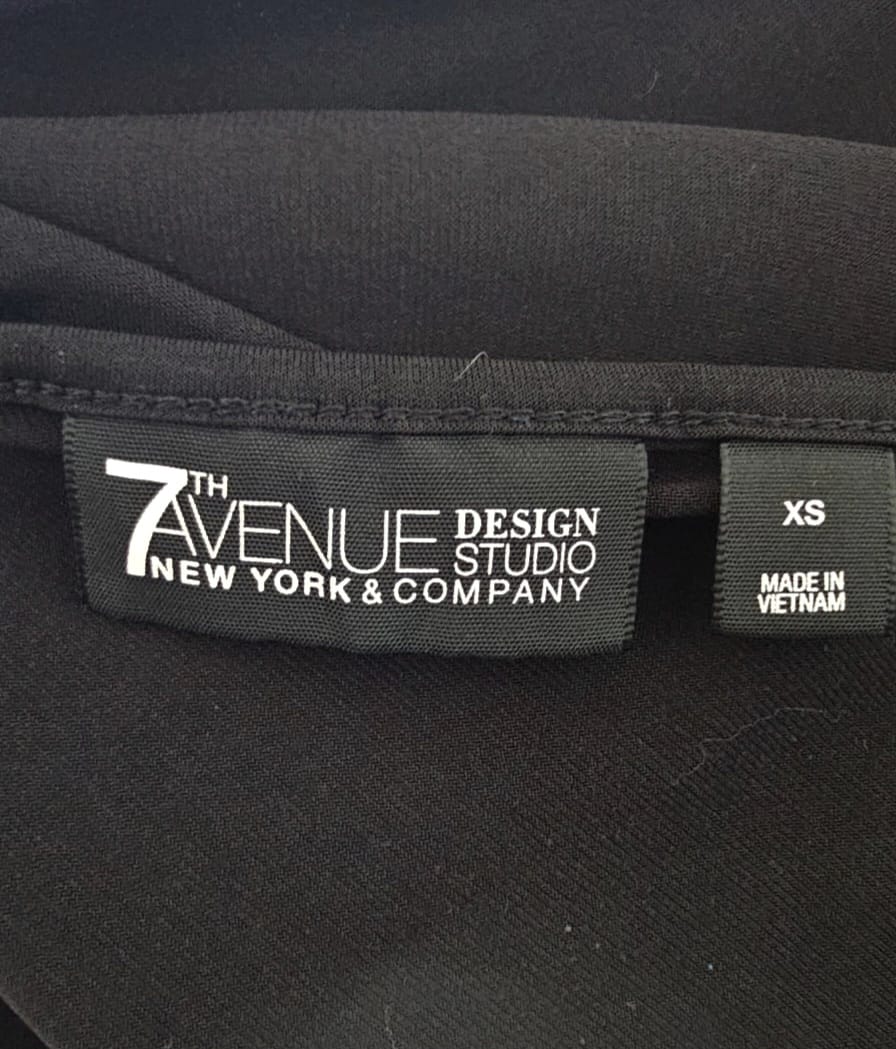 7TH
AVENUE DESIGN
STUDIO
NEW YORK & COMPANY
XS
MADE IN
VIETNAM